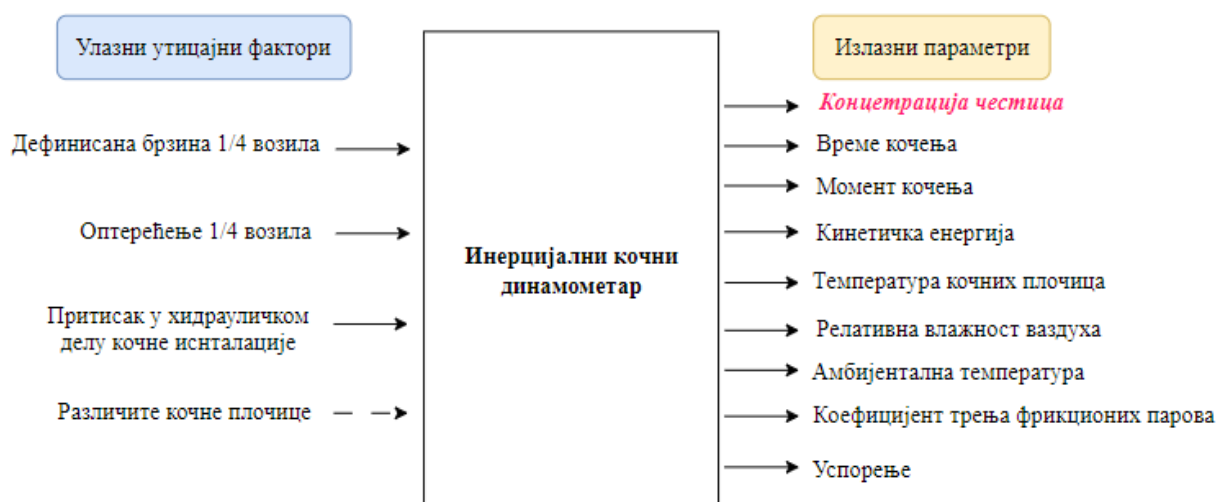 Улазни утицајни фактори
Дефинисана брзина 1/4 возила
Оптерећење 1/4 возила
Притисак у хидрауличком
делу кочне иснталације
Различите кочне плочице
Инерцијални кочни
динамометар
Излазни параметри
Концетрација честица
Време кочења
Момент кочења
Кинетичка енергија
Температура кочних плочица
Релативна влажност ваздуха
Амбијентална температура
Коефицијент трења фрикционих парова
Успорење